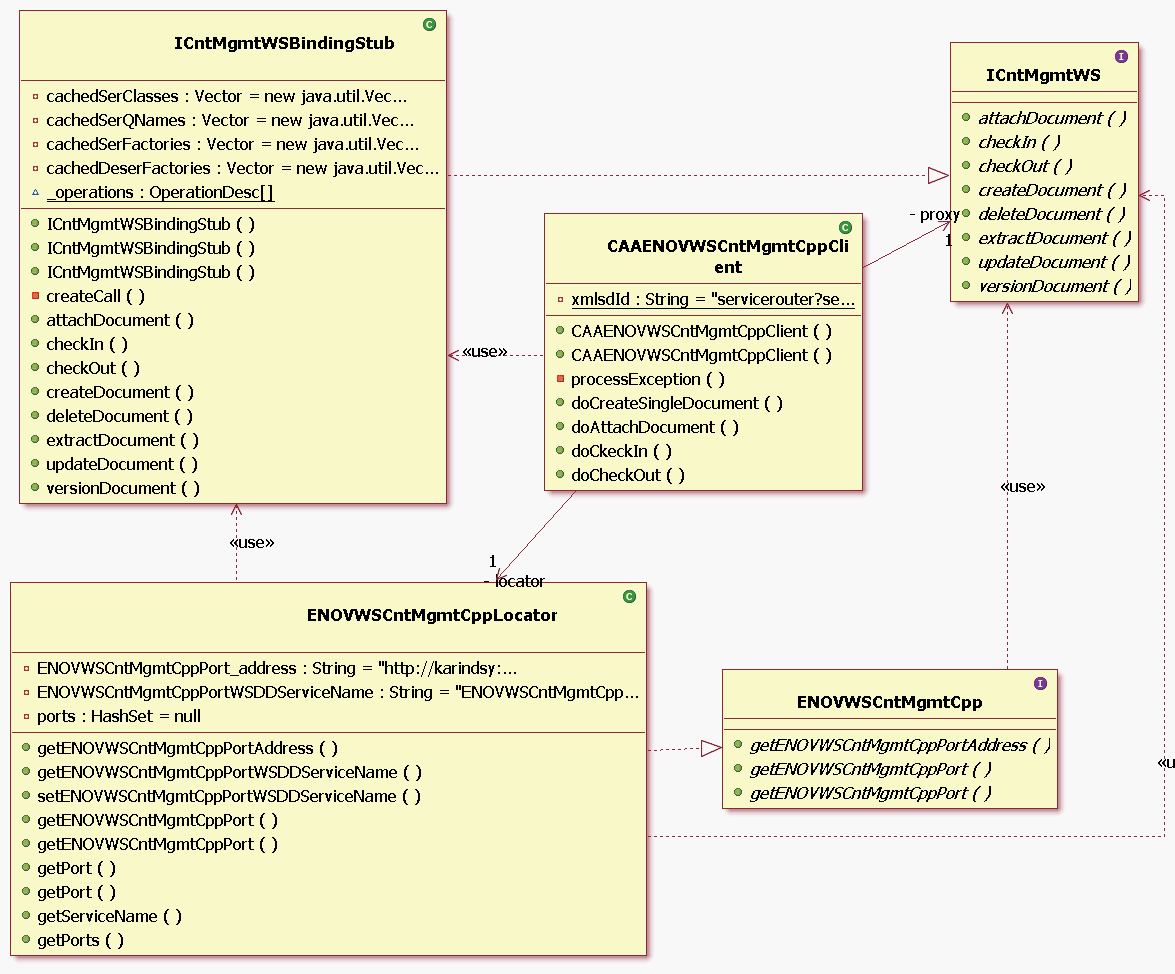 ICntMgmtWSBindingStub
cachedSerClasses : Vector = new java.util.Vec...
cachedSerQNames : Vector = new java.util.Vec...
cachedSerFactories : Vector = new java.util.Vec...
cachedDeserFactories : Vector = new java.util.Vec...
_operations : OperationDesc[]
ICntMgmtWSBindingStub ( )
ICntMgmtWSBindingStub ( )
ICntMgmtWSBindingStub ( )
createCall ( )
attachDocument ( )
checkIn ( )
checkOut ( )
createDocument ( )
deleteDocument ( )
extractDocument ( )
updateDocument ( )
versionDocument ( )
C
I
ICntMgmtWS
attachDocument ( )
checkIn ( )
checkOut ( )
createDocument ( )
deleteDocument ( )
extractDocument ( )
updateDocument ( )
versionDocument ( )
- proxy
1
C
CAAENOVWSCntMgmtCppCli
ent
xmlsdId : String = "servicerouter?se...
CAAENOVWSCntMgmtCppClient ( )
CAAENOVWSCntMgmtCppClient ( )
processException ( )
doCreateSingleDocument ( )
doAttachDocument ( )
doCkeckIn ( )
doCheckOut ( )
«use»
«use»
«use»
1
- locator
C
ENOVWSCntMgmtCppLocator
ENOVWSCntMgmtCppPort_address : String = "http://karindsy:...
ENOVWSCntMgmtCppPortWSDDServiceName : String = "ENOVWSCntMgmtCpp...
ports : HashSet = null
getENOVWSCntMgmtCppPortAddress ( )
getENOVWSCntMgmtCppPortWSDDServiceName ( )
setENOVWSCntMgmtCppPortWSDDServiceName ( )
getENOVWSCntMgmtCppPort ( )
getENOVWSCntMgmtCppPort ( )
getPort ( )
getPort ( )
getServiceName ( )
getPorts ( )
I
ENOVWSCntMgmtCpp
getENOVWSCntMgmtCppPortAddress ( )
getENOVWSCntMgmtCppPort ( )
getENOVWSCntMgmtCppPort ( )
«u